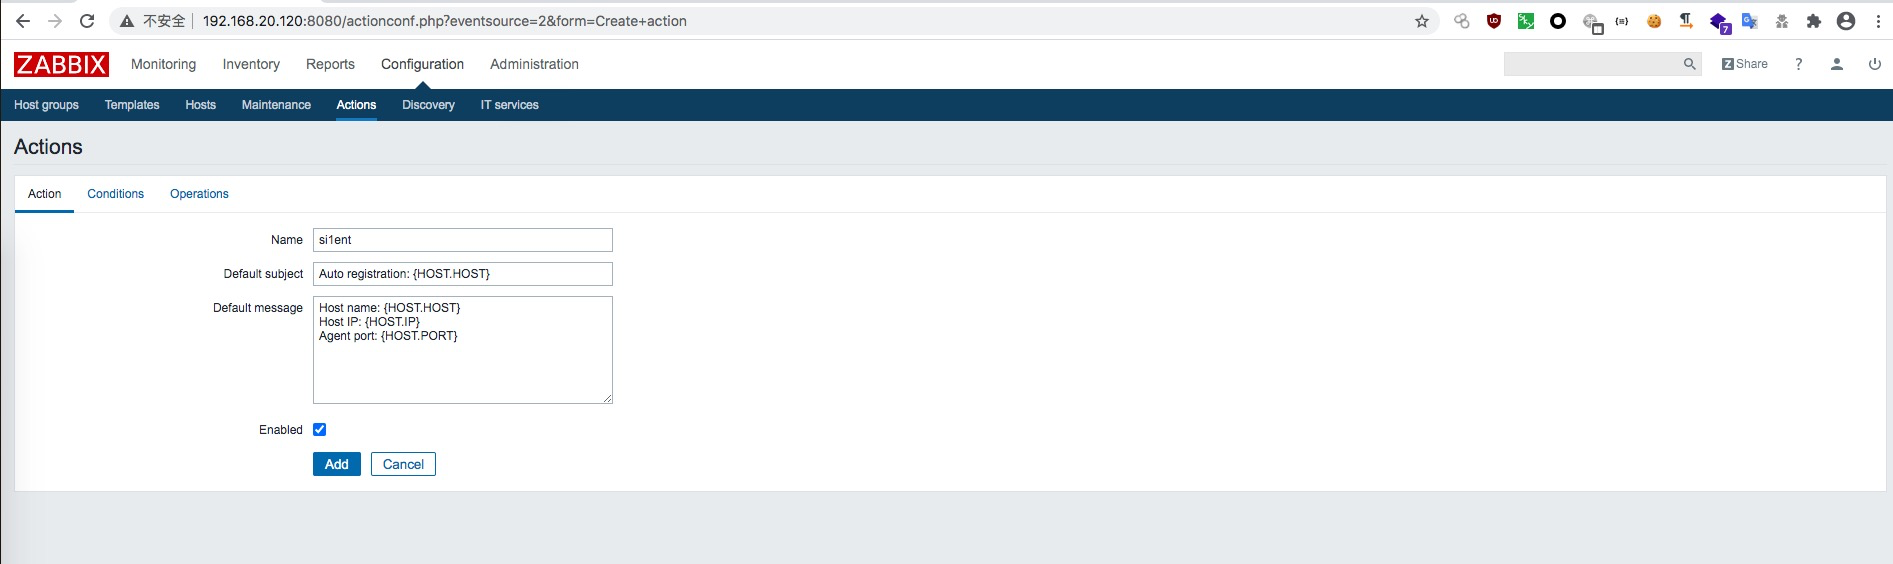 不安全 192.168.20.120:8080/actionconf.php?eventsource=2&form=Create+action
ZABBIX Monitoring Inventory Reports Configuration Administration Z Share ?
Host groups Templates Hosts Maintenance Actions Discovery IT services
Actions
Action Conditions Operations
Name si1ent
Default subject Auto registration: {HOST.HOST}
Default message Host name: {HOST.HOST}
Host IP: {HOST.IP}
Agent port: {HOST.PORT}
Enabled
Add Cancel